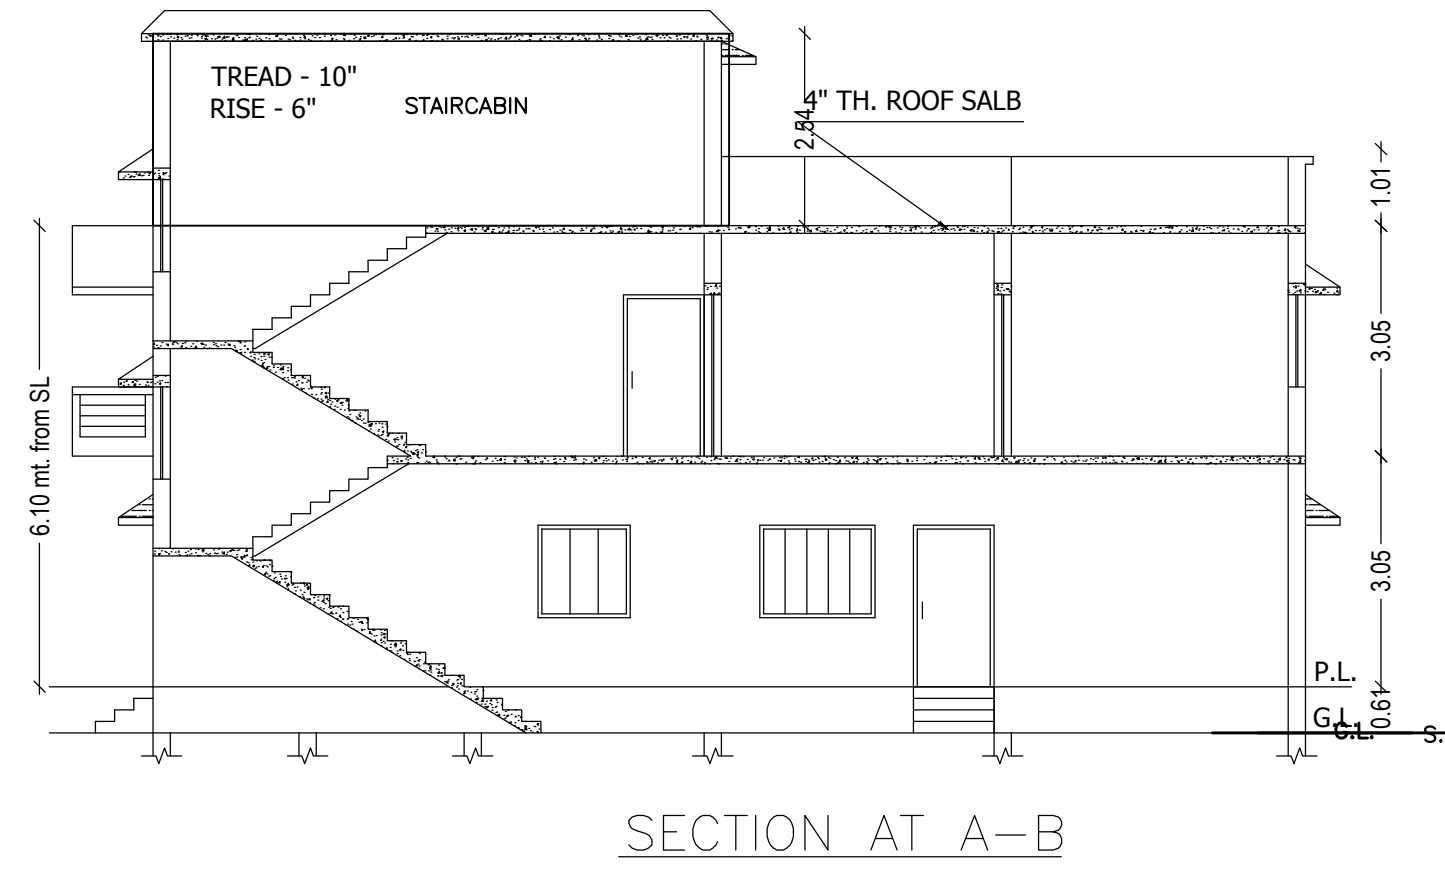 TREAD - 10"
RISE - 6"
STAIRCABIN
4" TH. ROOF SALB
2.54
1.01
3.05
6.10 mt. from SL
3.05
P.L.
0.61
G.L.
G.L.
S.
SECTION AT A-B